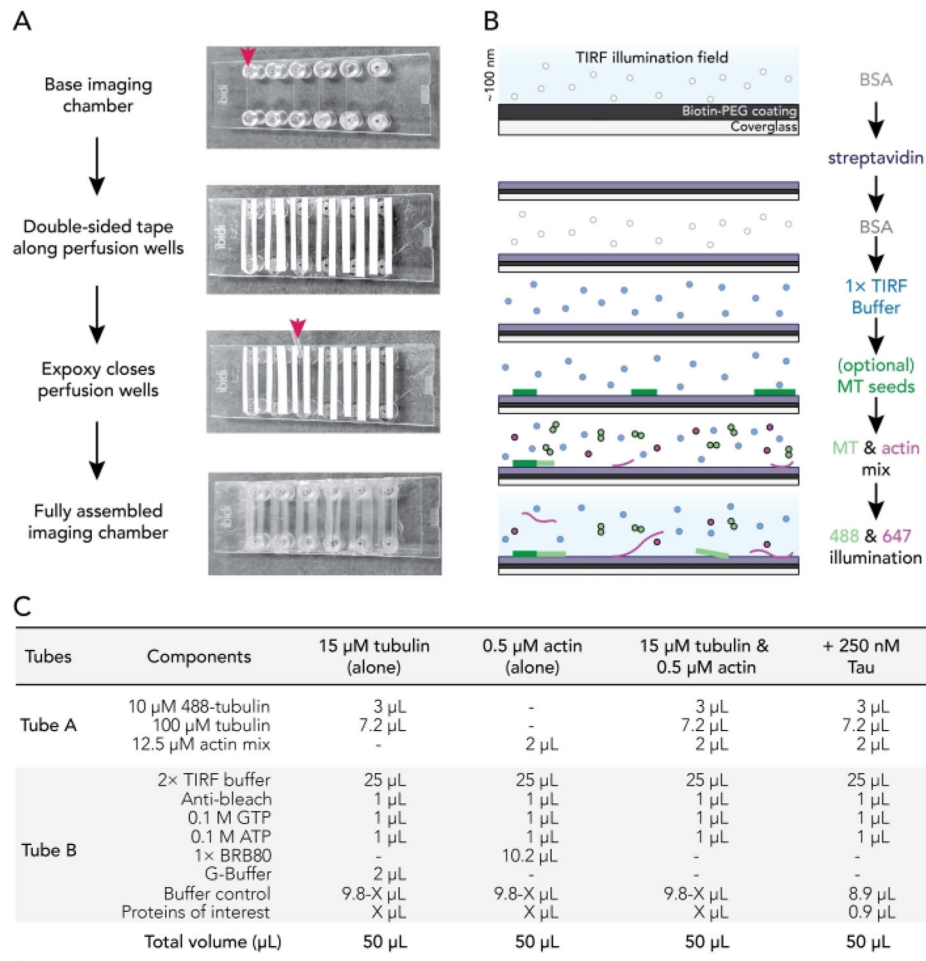 A
Base imaging
chamber
Double-sided tape
along perfusion wells
Expoxy closes
perfusion wells
Fully assembled
imaging chamber
ibidi
ibidi
ibidi
ibidi
B
~100 nm
TIRF illumination field
Biotin-PEG coating
Coverglass
BSA
streptavidin
BSA
1× TIRF
Buffer
(optional)
MT seeds
MT & actin
mix
488 & 647
illumination
C
Tubes Components 15 μM tubulin (alone) 0.5 μM actin (alone) 15 μM tubulin & 0.5 μM actin + 250 nM Tau
Tube A
10 μM 488-tubulin 3 μL - 3 μL 3 μL
100 μM tubulin 7.2 μL - 7.2 μL 7.2 μL
12.5 μM actin mix - 2 μL 2 μL 2 μL
Tube B
2× TIRF buffer 25 μL 25 μL 25 μL 25 μL
Anti-bleach 1 μL 1 μL 1 μL 1 μL
0.1 M GTP 1 μL 1 μL 1 μL 1 μL
0.1 M ATP 1 μL 1 μL 1 μL 1 μL
1× BRB80 - 10.2 μL - -
G-Buffer 2 μL - - -
Buffer control 9.8-X μL 9.8-X μL 9.8-X μL 8.9 μL
Proteins of interest X μL X μL X μL 0.9 μL
Total volume (μL) 50 μL 50 μL 50 μL 50 μL